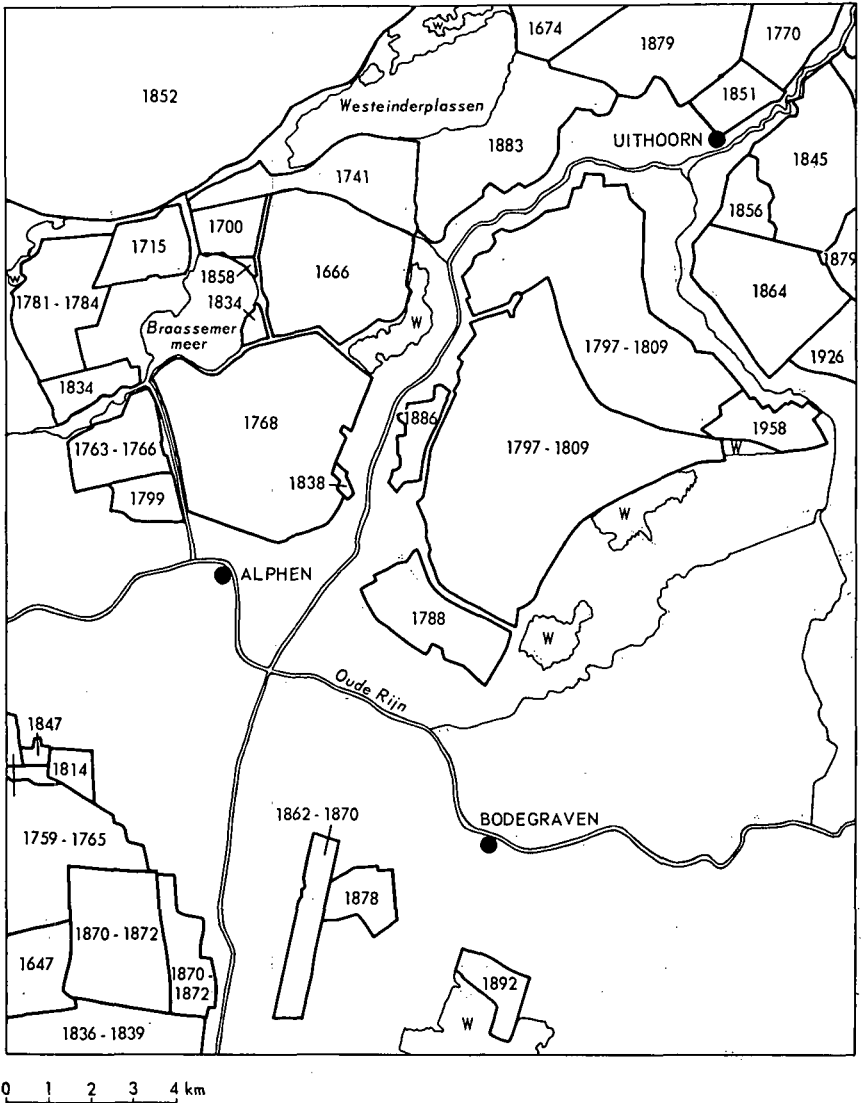 W
1674
1879
1770
1852
1851
Westeinderplassen
UITHOORN
1883
1845
1741
1856
1700
1715
1879
1858
1666
1864
1781 - 1784
W
1834
W
Braassemer
meer
1797 - 1809
1926
1834
1768
1886
1958
1763 - 1766
1797 - 1809
W
1838
1799
W
ALPHEN
1788
W
Oude Rijn
1847
1814
1862 - 1870
BODEGRAVEN
1759 - 1765
1878
1870 - 1872
1647
1870 -
1872
1892
W
1836 - 1839
0 1 2 3 4 km